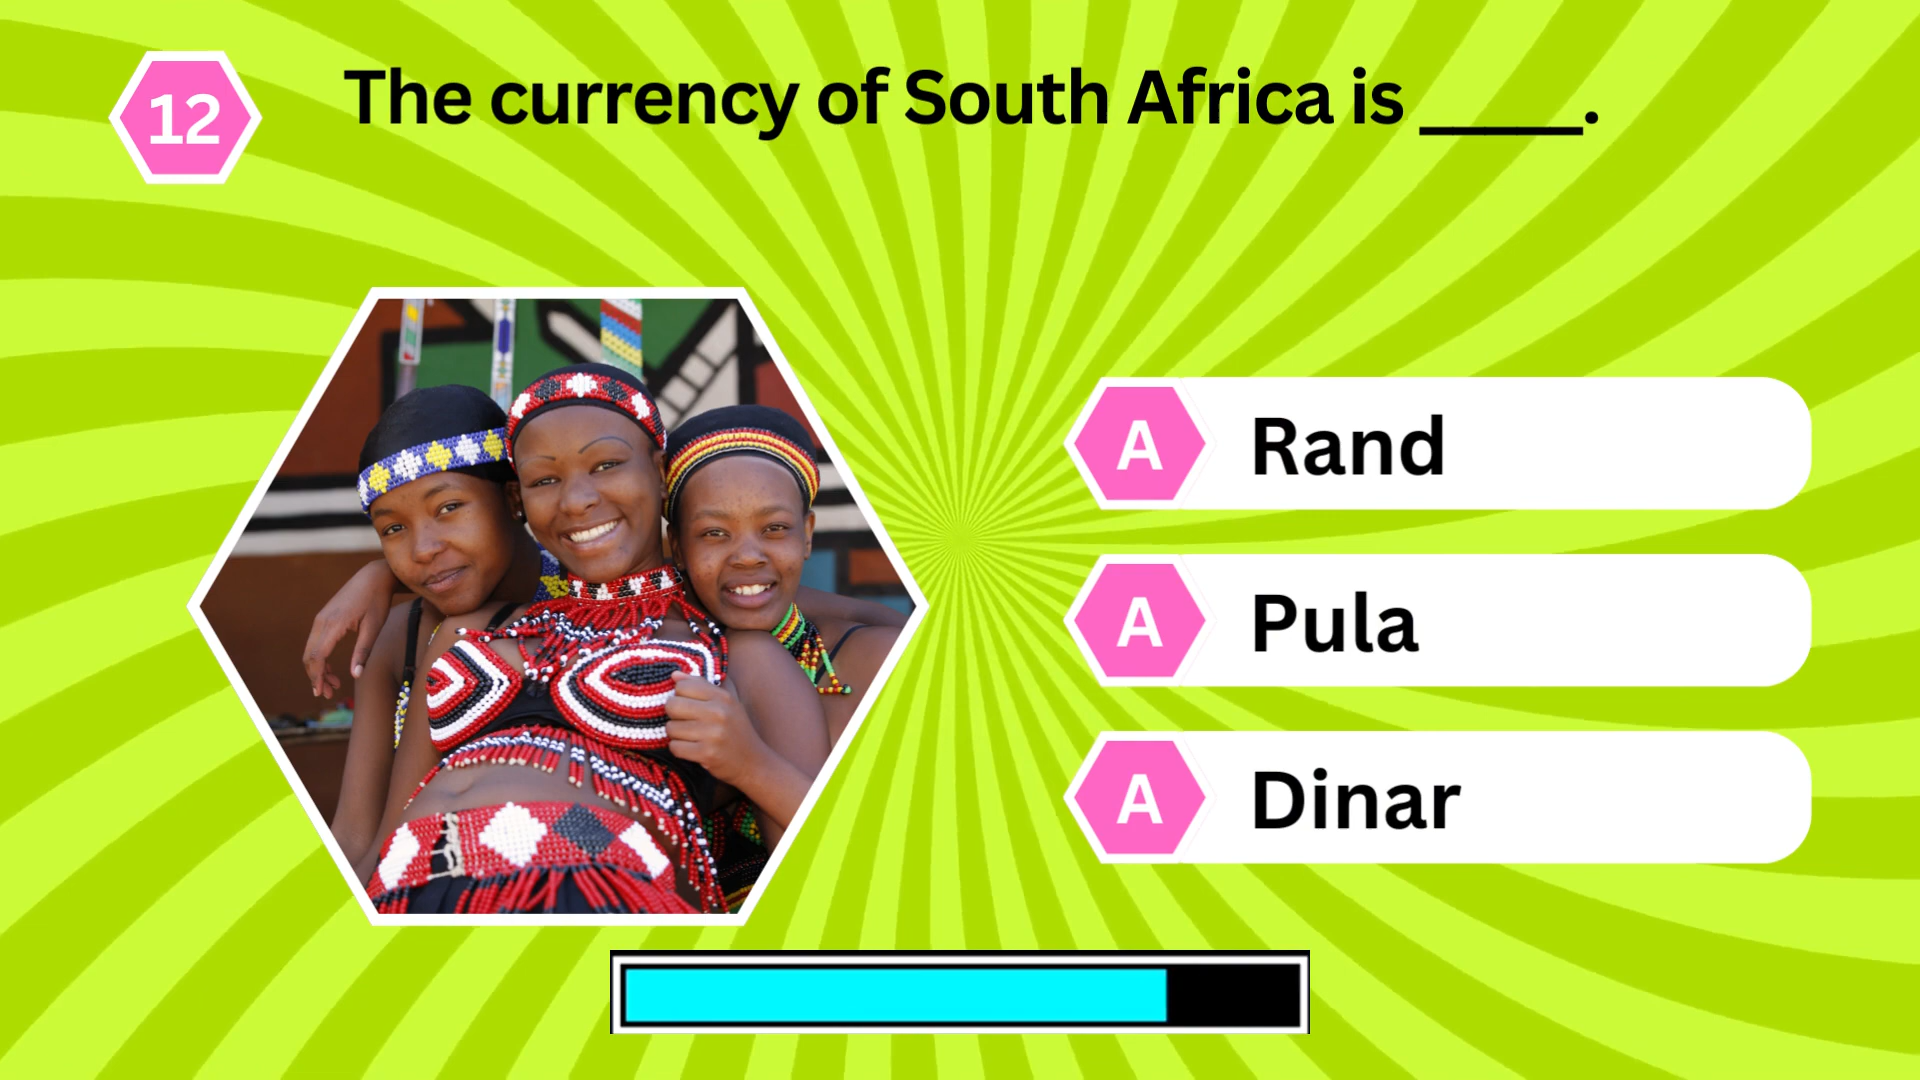 12
The currency of South Africa is _____.
A Rand
A Pula
A Dinar